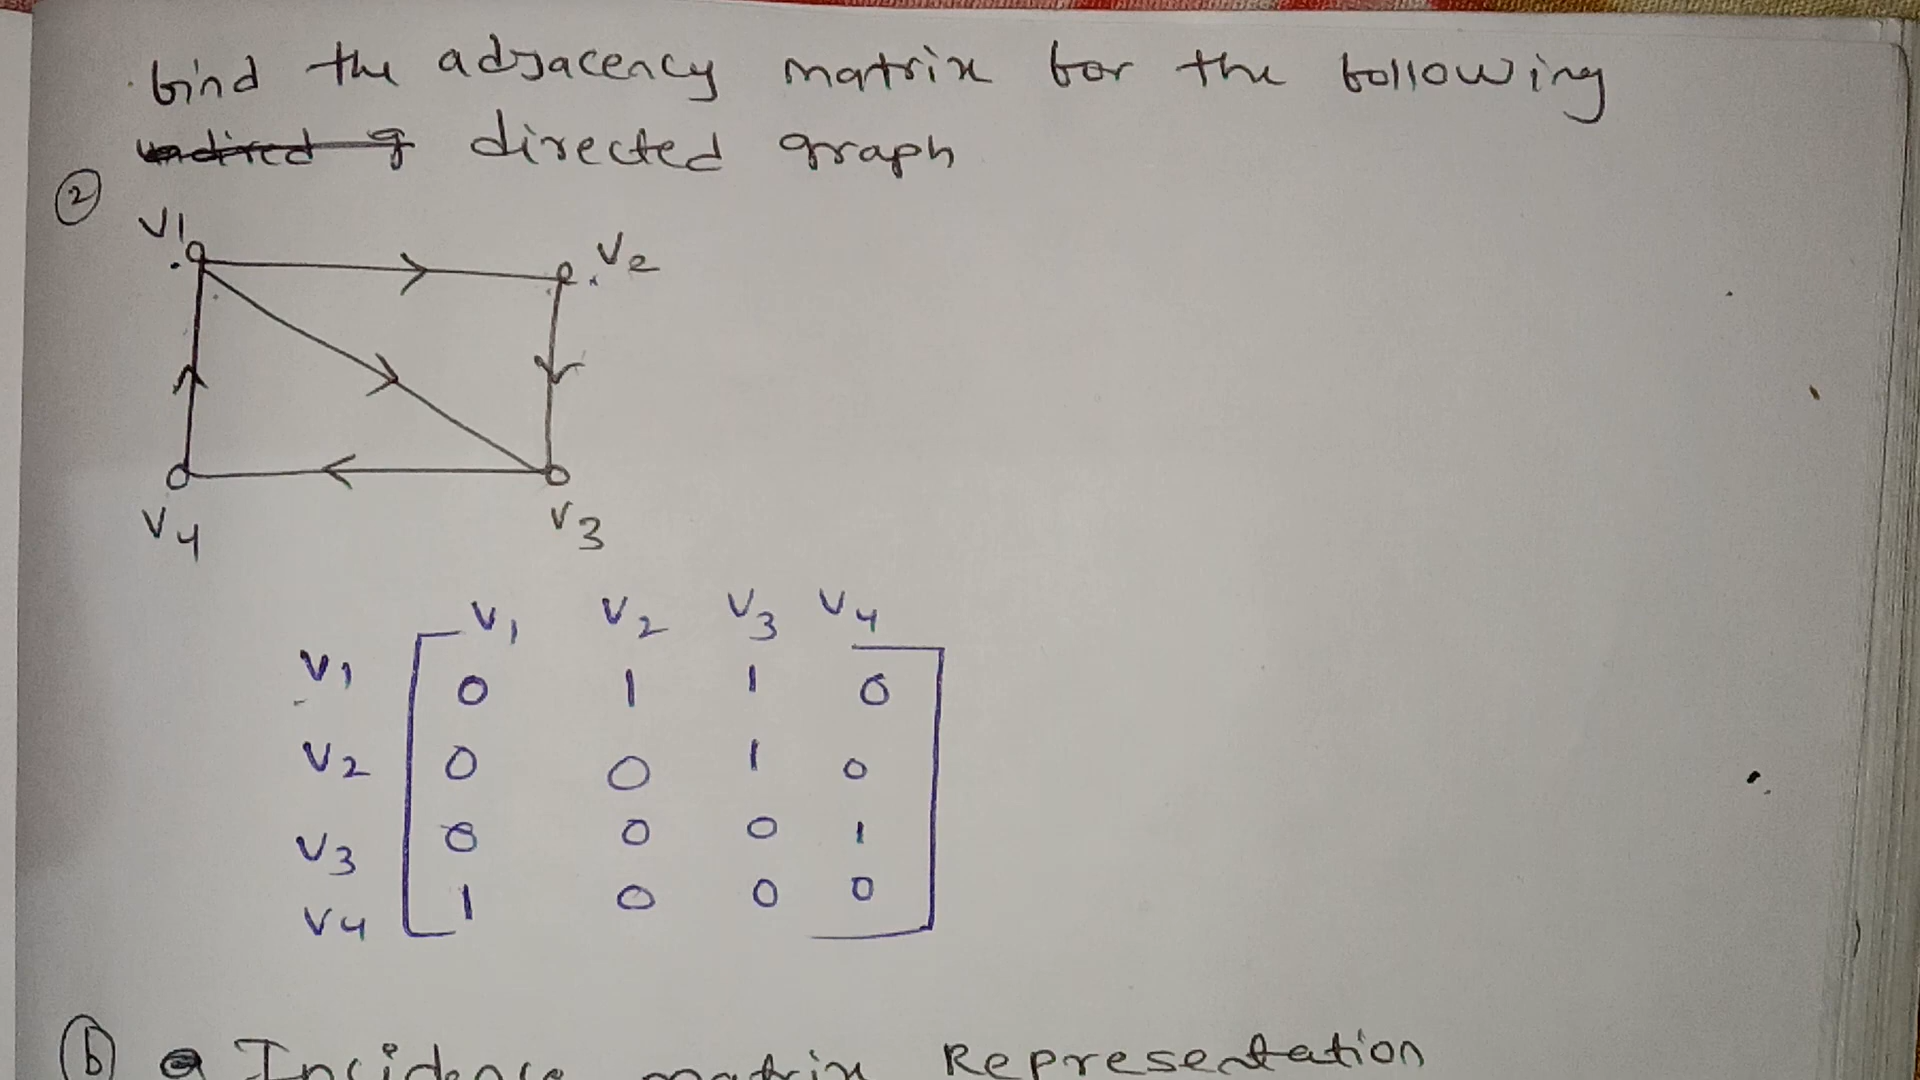 find the adjacency matrix for the following
directed graph
②
V1
V2
V4
V3
V1 V2 V3 V4
V1 0 1 1 0
V2 0 0 1 0
V3 0 0 0 1
V4 1 0 0 0
ⓑ Incidence matrix Representation